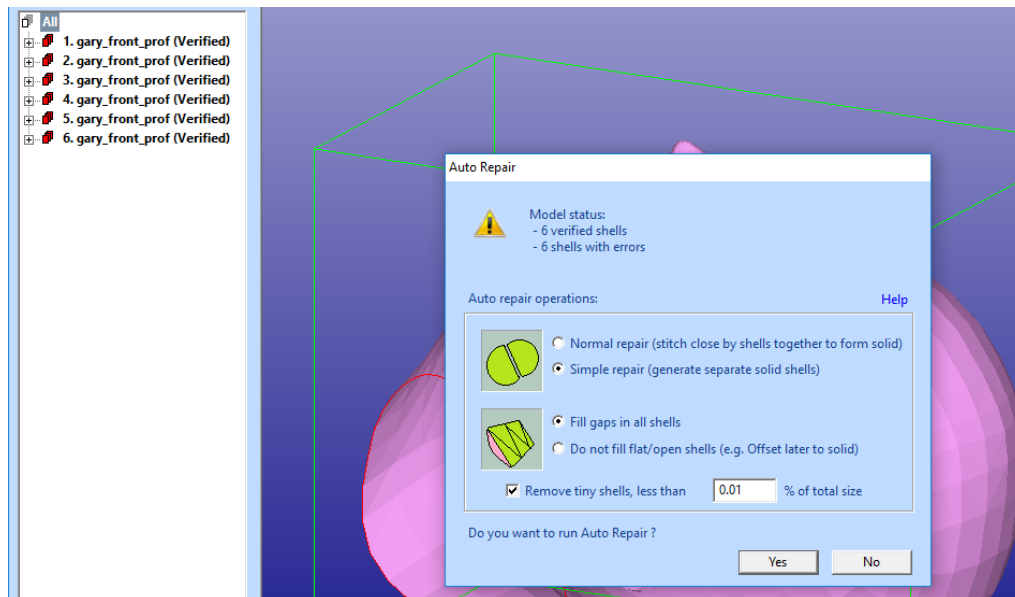 All
1. gary_front_prof (Verified)
2. gary_front_prof (Verified)
3. gary_front_prof (Verified)
4. gary_front_prof (Verified)
5. gary_front_prof (Verified)
6. gary_front_prof (Verified)
Auto Repair
Model status:
- 6 verified shells
- 6 shells with errors
Auto repair operations: Help
Normal repair (stitch close by shells together to form solid)
Simple repair (generate separate solid shells)
Fill gaps in all shells
Do not fill flat/open shells (e.g. Offset later to solid)
Remove tiny shells, less than 0.01 % of total size
Do you want to run Auto Repair ?
Yes No